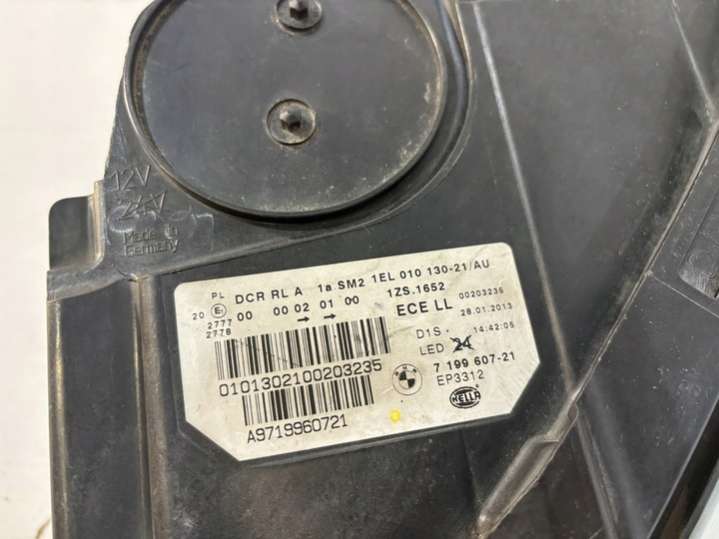 12V
24V
Made in
Germany
PL DCR RL A 1a SM2 1EL 010 130-21/AU
20 E1 00 00 02 01 00 1ZS.1652 00203235
2777 → → ECE LL 28.01.2013
2778
D1S - 14:42:05
LED 24
0101302100203235
7 199 607-21
EP3312
HELLA
A9719960721